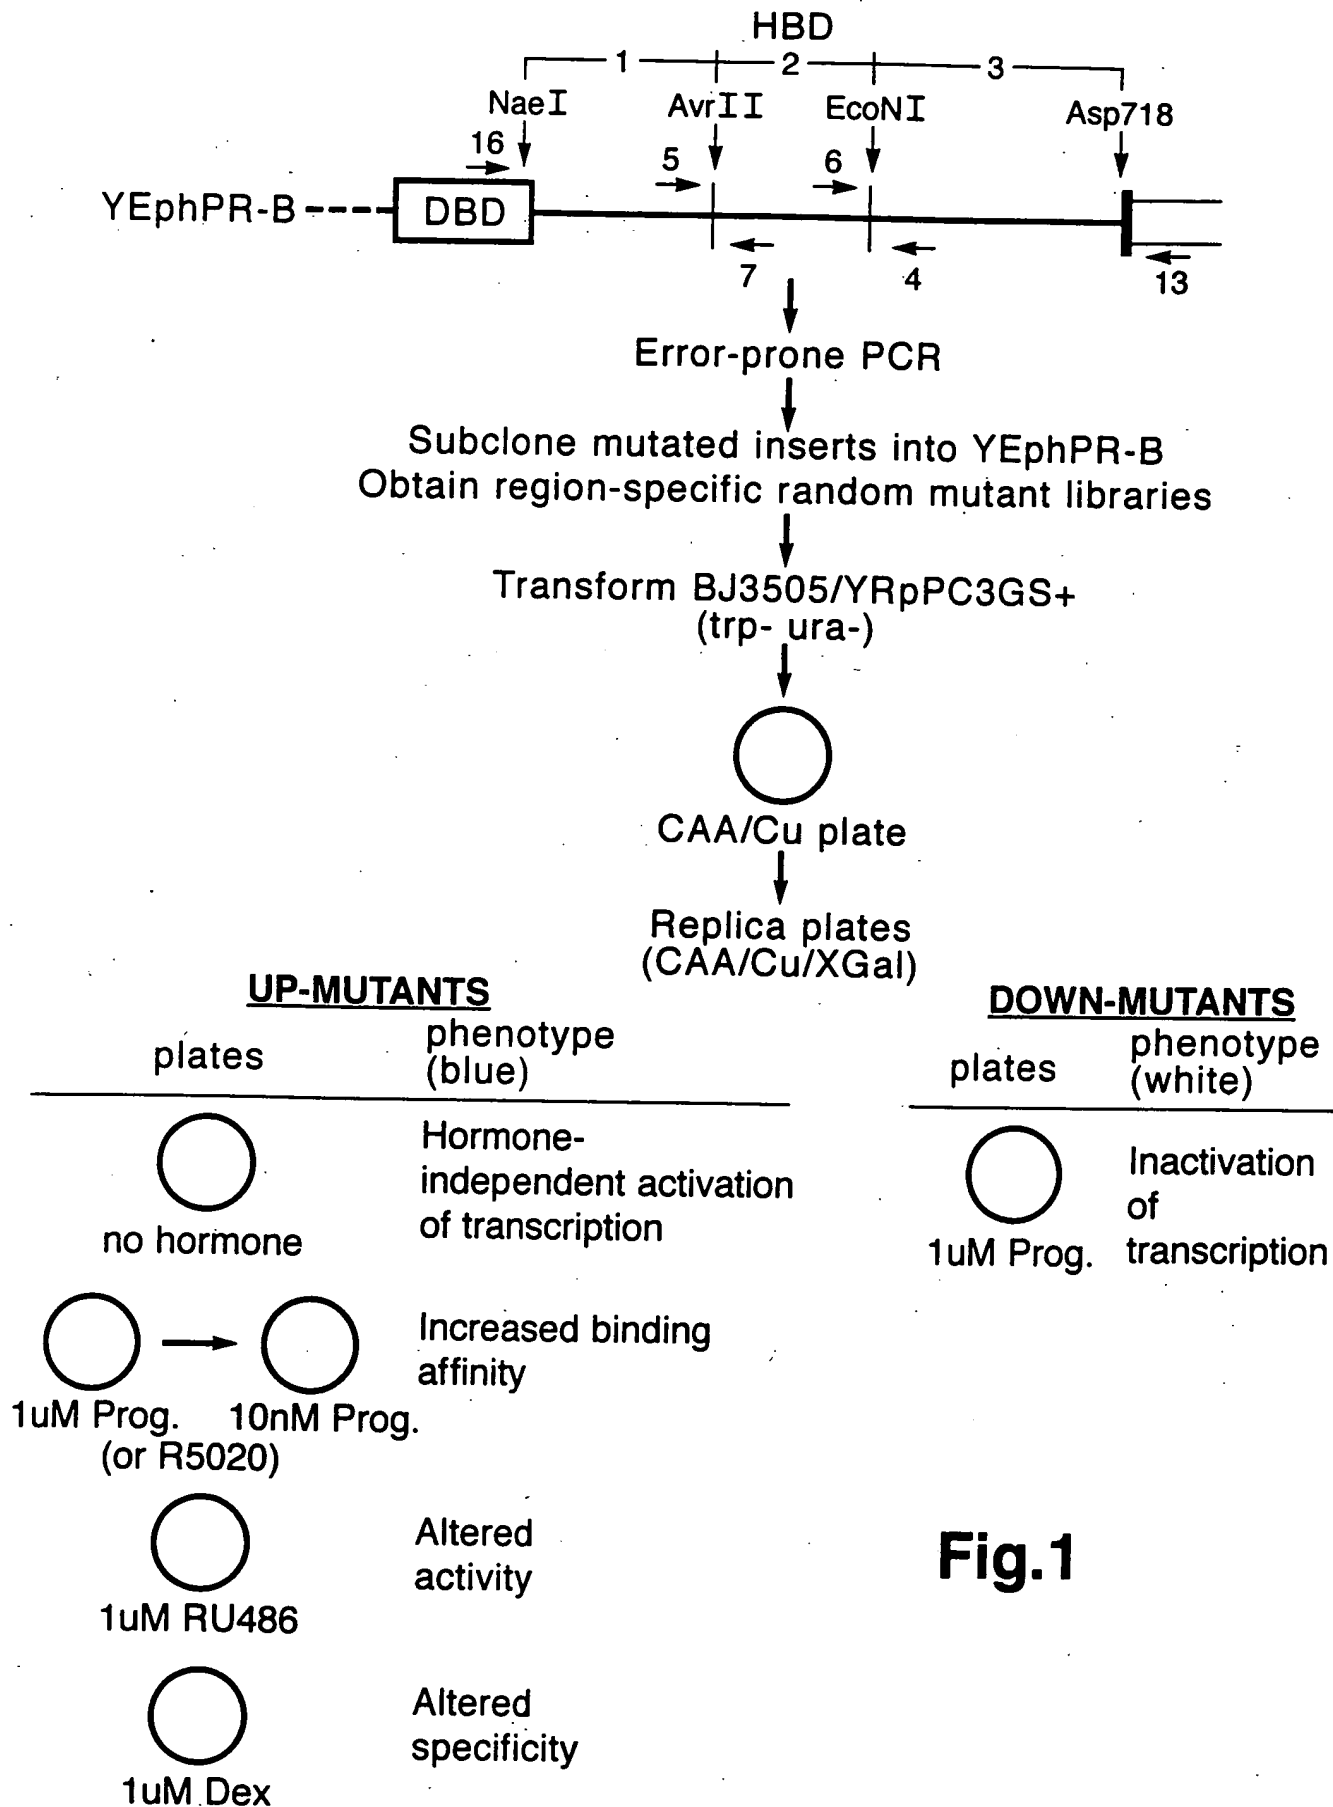 HBD
1 2 3
NaeI AvrII EcoNI Asp718
16 5 6
YEphPR-B DBD
7 4 13
Error-prone PCR
Subclone mutated inserts into YEphPR-B
Obtain region-specific random mutant libraries
Transform BJ3505/YRpPC3GS+
(trp- ura-)
CAA/Cu plate
Replica plates
(CAA/Cu/XGal)
UP-MUTANTS
plates
phenotype
(blue)
no hormone
Hormone-
independent activation
of transcription
1uM Prog. 10nM Prog.
(or R5020)
Increased binding
affinity
1uM RU486
Altered
activity
1uM Dex
Altered
specificity
DOWN-MUTANTS
plates
phenotype
(white)
1uM Prog.
Inactivation
of
transcription
Fig.1